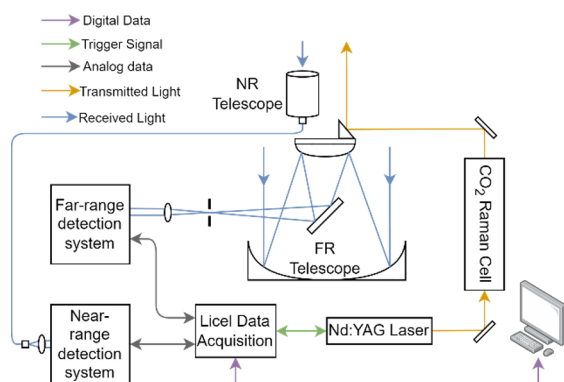 Digital Data
Trigger Signal
Analog data
Transmitted Light
Received Light
NR
Telescope
Far-range
detection
system
FR
Telescope
CO2 Raman Cell
Near-
range
detection
system
Licel Data
Acquisition
Nd:YAG Laser